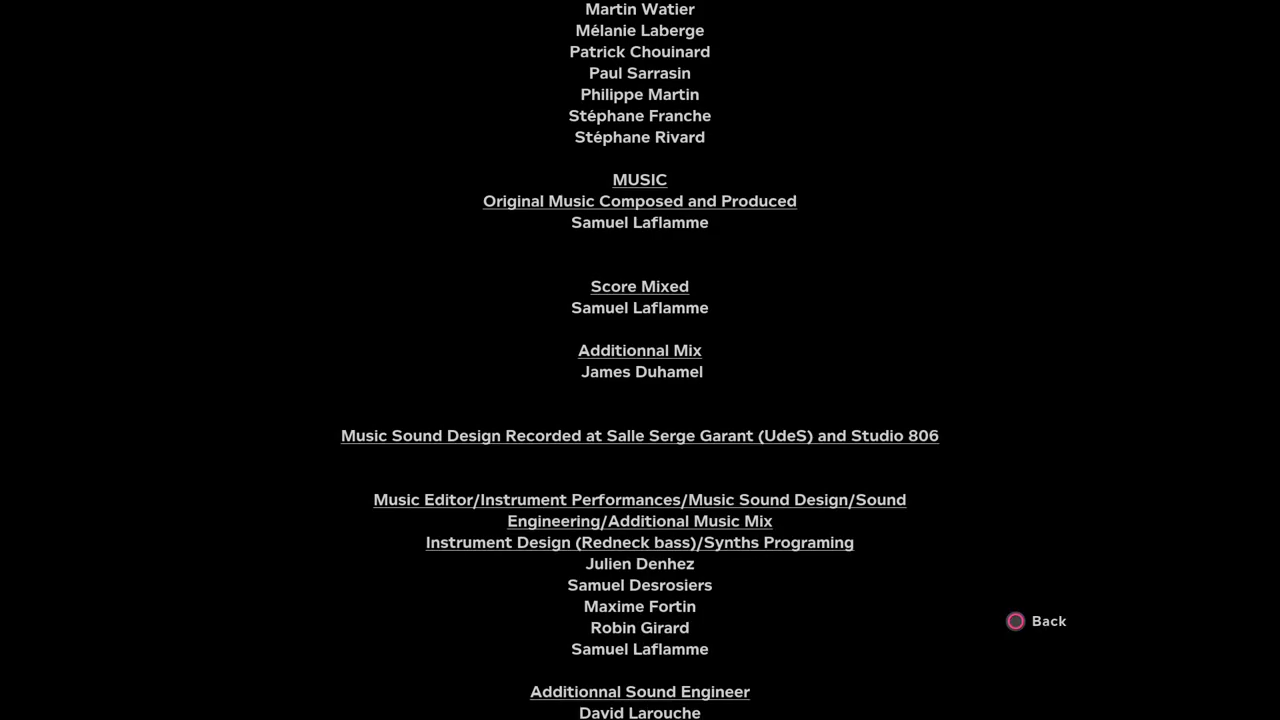 Martin Watier
Mélanie Laberge
Patrick Chouinard
Paul Sarrasin
Philippe Martin
Stéphane Franche
Stéphane Rivard
MUSIC
Original Music Composed and Produced
Samuel Laflamme
Score Mixed
Samuel Laflamme
Additionnal Mix
James Duhamel
Music Sound Design Recorded at Salle Serge Garant (UdeS) and Studio 806
Music Editor/Instrument Performances/Music Sound Design/Sound
Engineering/Additional Music Mix
Instrument Design (Redneck bass)/Synths Programing
Julien Denhez
Samuel Desrosiers
Maxime Fortin
Robin Girard
Back
Samuel Laflamme
Additionnal Sound Engineer
David Larouche